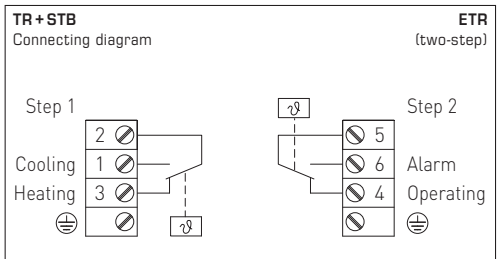 TR+STB ETR
Connecting diagram (two-step)
ϑ
Step 1 Step 2
2 5
Cooling 1 6 Alarm
Heating 3 4 Operating
ϑ